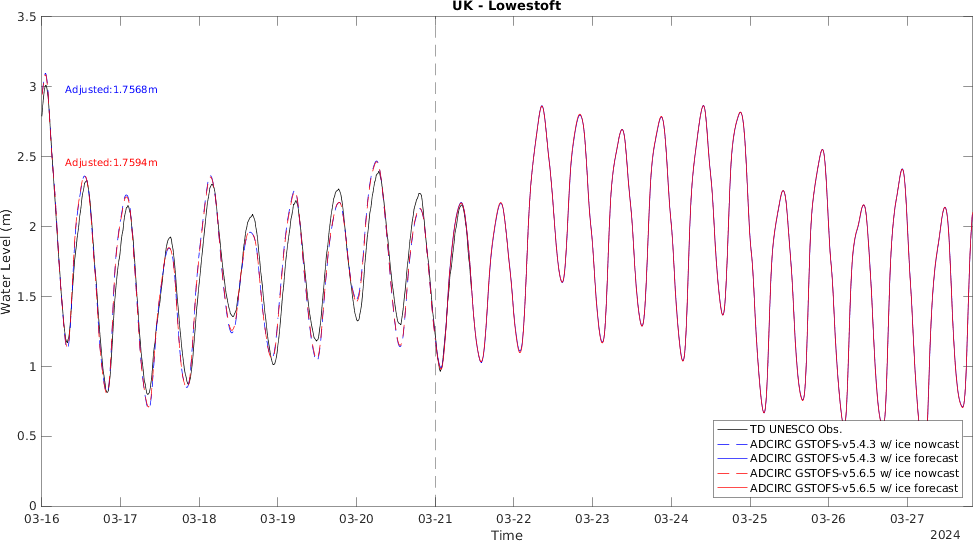 UK - Lowestoft
3.5
3
2.5
2
1.5
1
0.5
0
Water Level (m)
Adjusted:1.7568m
Adjusted:1.7594m
TD UNESCO Obs.
ADCIRC GSTOFS-v5.4.3 w/ ice nowcast
ADCIRC GSTOFS-v5.4.3 w/ ice forecast
ADCIRC GSTOFS-v5.6.5 w/ ice nowcast
ADCIRC GSTOFS-v5.6.5 w/ ice forecast
03-16 03-17 03-18 03-19 03-20 03-21 03-22 03-23 03-24 03-25 03-26 03-27
Time
2024